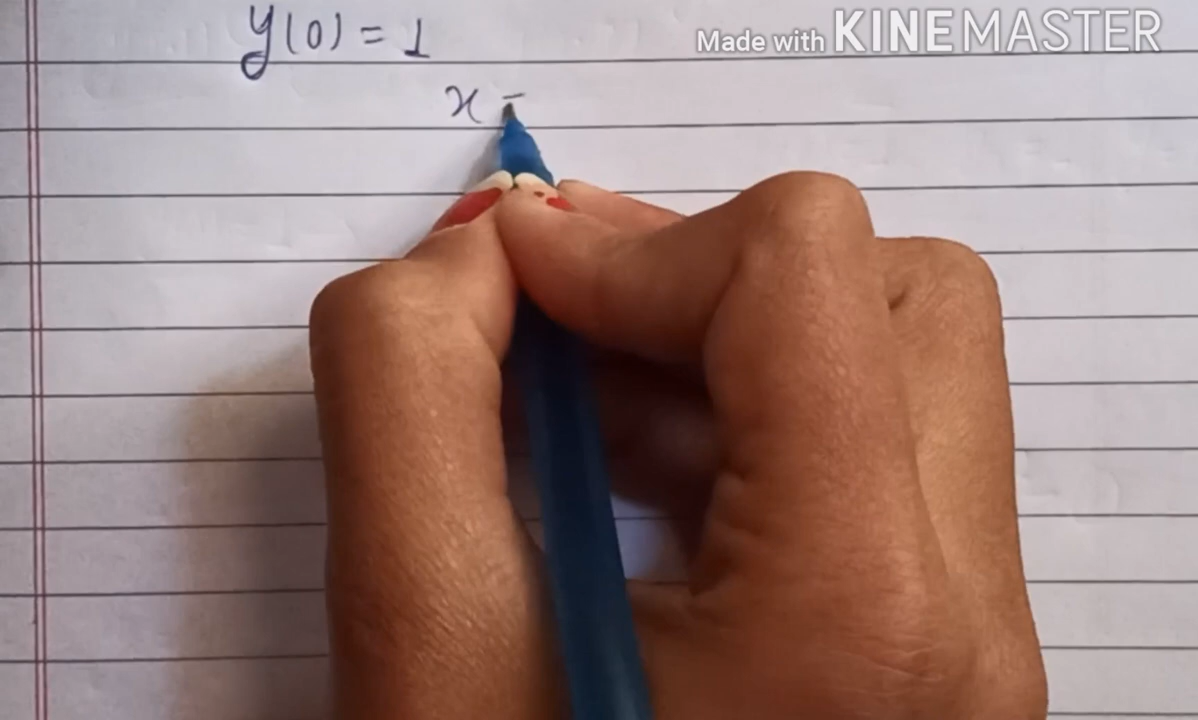 y(0) = 1
Made with KINEMASTER
x =